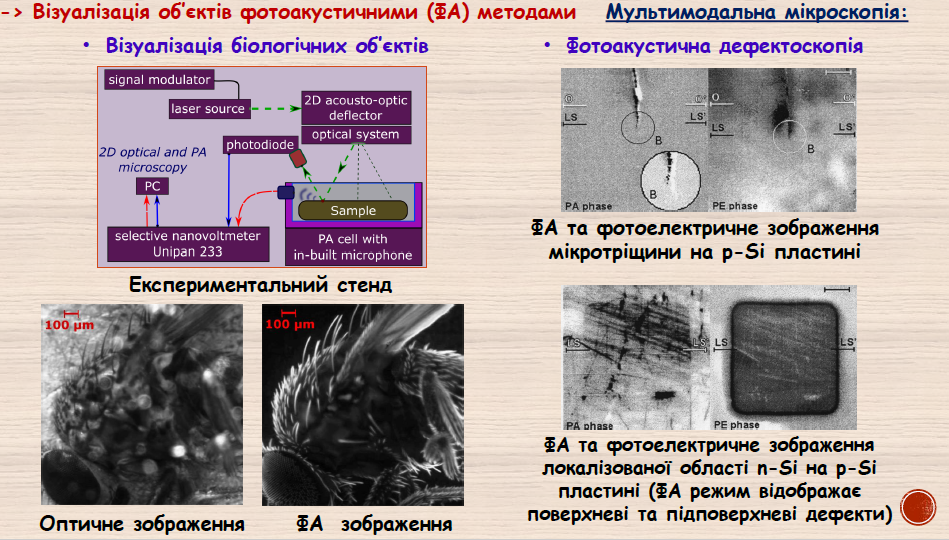 -> Візуалізація об'єктів фотоакустичними (ФА) методами
Мультимодальна мікроскопія:
• Візуалізація біологічних об'єктів
signal modulator
laser source
2D acousto-optic
deflector
optical system
photodiode
2D optical and PA
microscopy
PC
Sample
selective nanovoltmeter
Unipan 233
PA cell with
in-built microphone
Експериментальний стенд
100 µm
100 µm
Оптичне зображення
ФА зображення
• Фотоакустична дефектоскопія
O O'
LS LS'
B
B
PA phase
O O'
LS LS'
B
PE phase
ФА та фотоелектричне зображення
мікротріщини на p-Si пластині
LS LS'
PA phase
LS LS'
PE phase
ФА та фотоелектричне зображення
локалізованої області n-Si на p-Si
пластині (ФА режим відображає
поверхневі та підповерхневі дефекти)